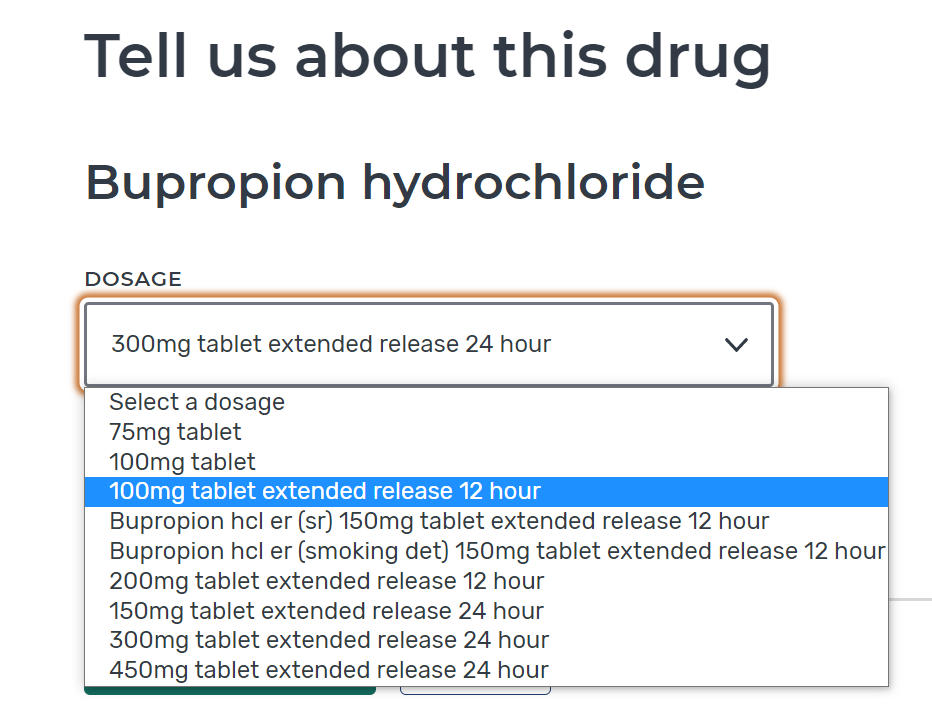 Tell us about this drug
Bupropion hydrochloride
DOSAGE
300mg tablet extended release 24 hour
Select a dosage
75mg tablet
100mg tablet
100mg tablet extended release 12 hour
Bupropion hcl er (sr) 150mg tablet extended release 12 hour
Bupropion hcl er (smoking det) 150mg tablet extended release 12 hour
200mg tablet extended release 12 hour
150mg tablet extended release 24 hour
300mg tablet extended release 24 hour
450mg tablet extended release 24 hour